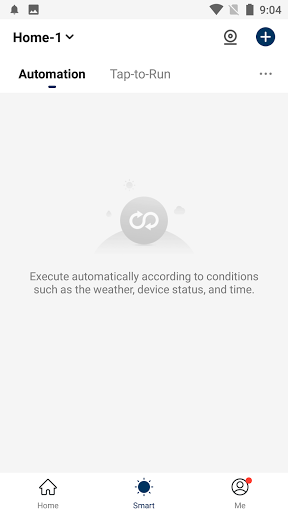 9:04
Home-1
Automation Tap-to-Run
Execute automatically according to conditions
such as the weather, device status, and time.
Home Smart Me